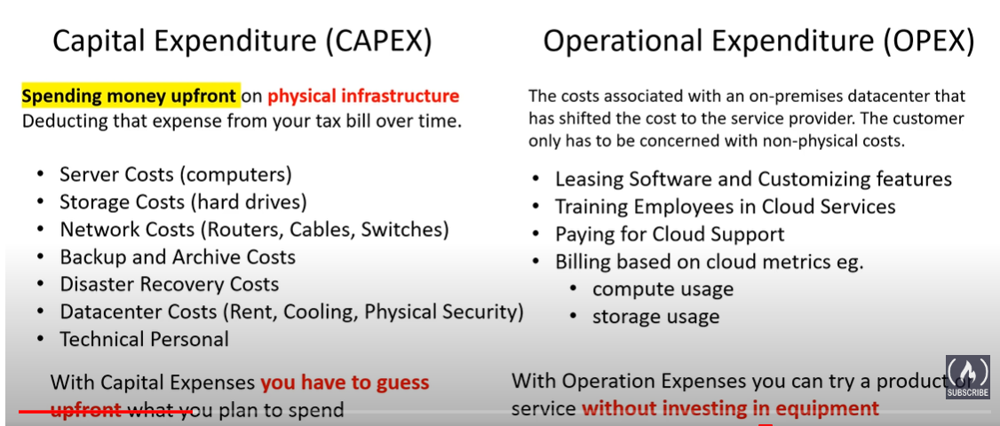 Capital Expenditure (CAPEX)
Spending money upfront on physical infrastructure
Deducting that expense from your tax bill over time.
• Server Costs (computers)
• Storage Costs (hard drives)
• Network Costs (Routers, Cables, Switches)
• Backup and Archive Costs
• Disaster Recovery Costs
• Datacenter Costs (Rent, Cooling, Physical Security)
• Technical Personal
With Capital Expenses you have to guess
upfront what you plan to spend
Operational Expenditure (OPEX)
The costs associated with an on-premises datacenter that
has shifted the cost to the service provider. The customer
only has to be concerned with non-physical costs.
• Leasing Software and Customizing features
• Training Employees in Cloud Services
• Paying for Cloud Support
• Billing based on cloud metrics eg.
• compute usage
• storage usage
With Operation Expenses you can try a product or
service without investing in equipment
SUBSCRIBE